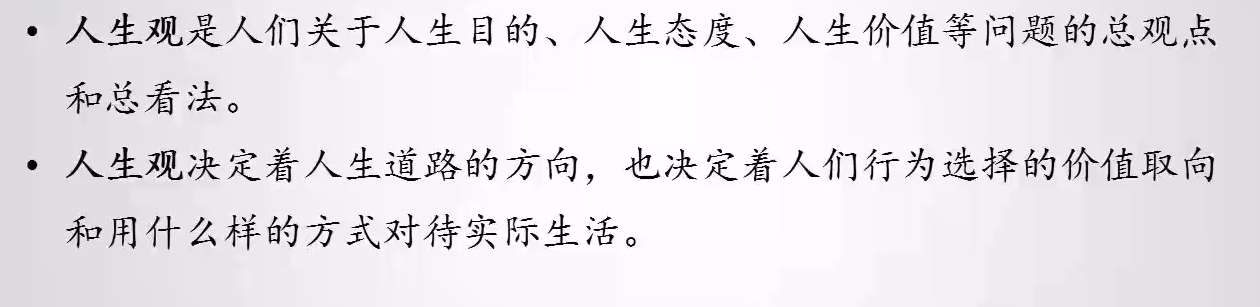 • 人生观是人们关于人生目的、人生态度、人生价值等问题的总观点
和总看法。
• 人生观决定着人生道路的方向，也决定着人们行为选择的价值取向
和用什么样的方式对待实际生活。